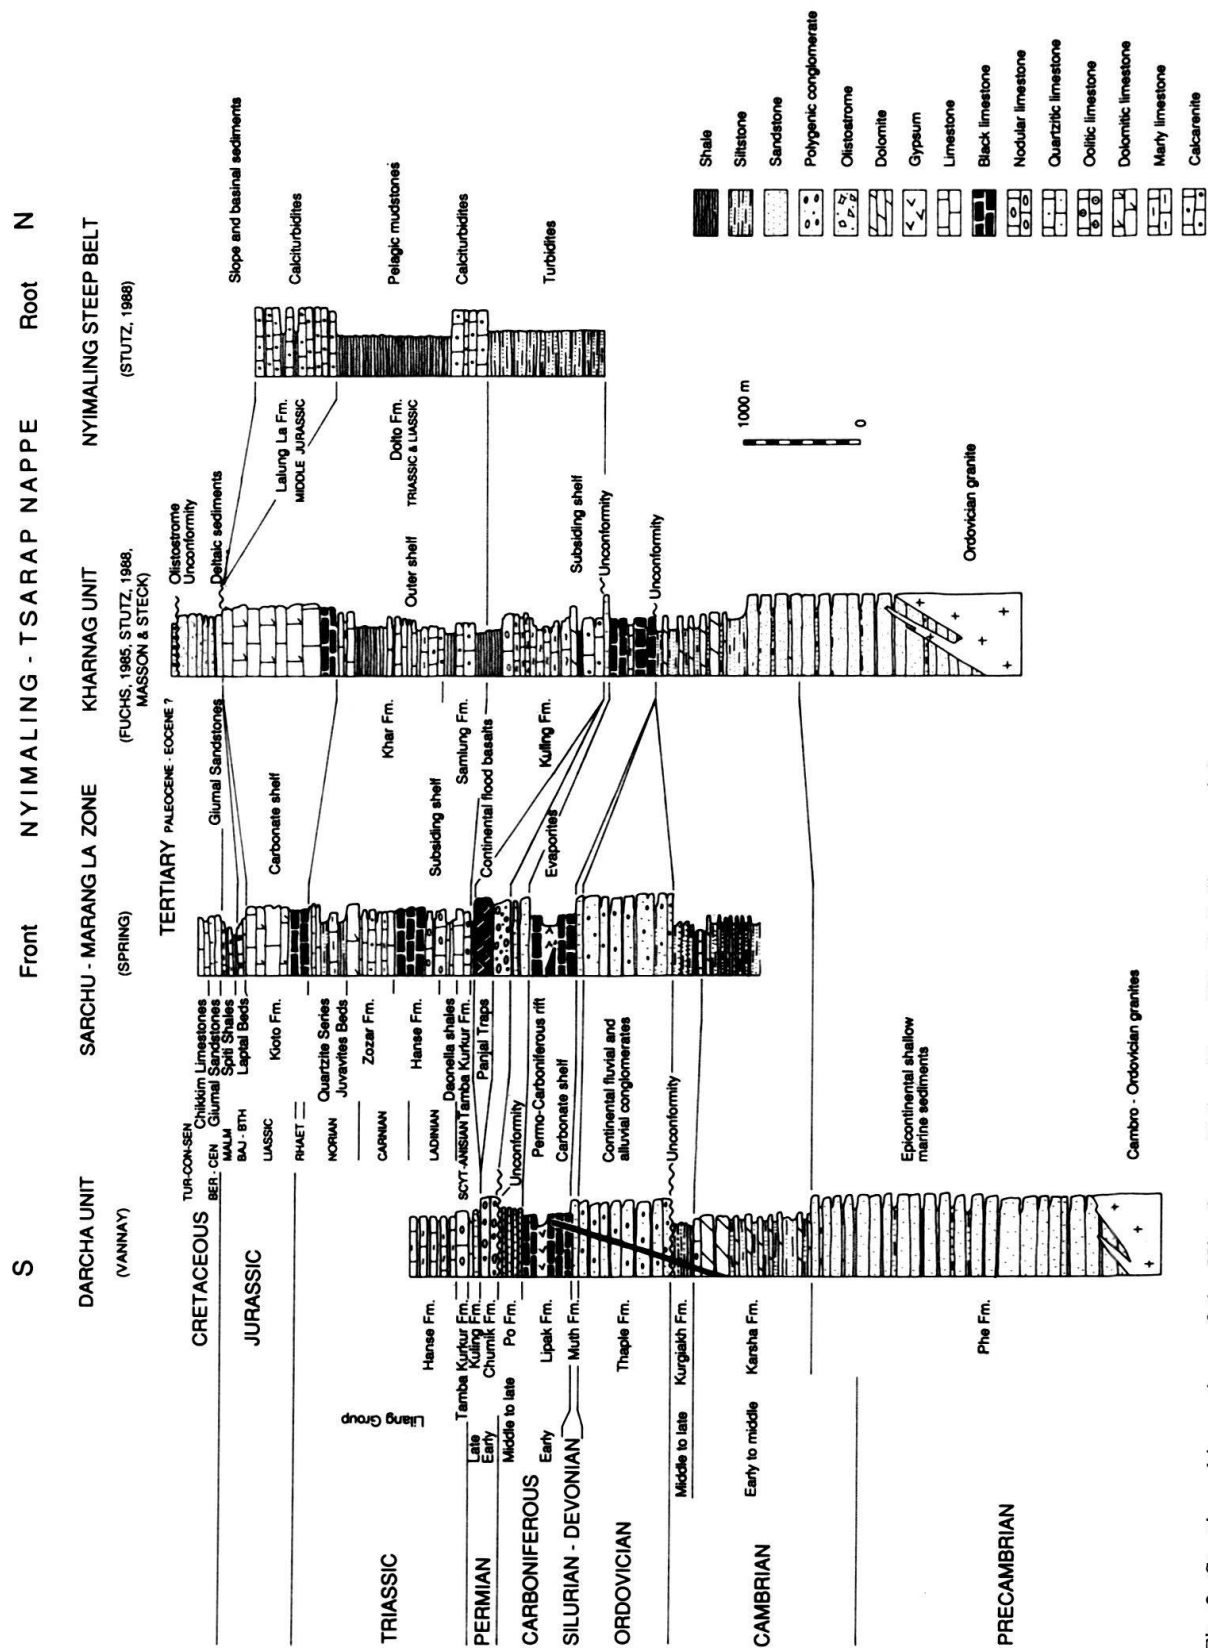 S
Front
NYIMALING - TSARAP NAPPE
Root
N
DARCHA UNIT
(VANNAY)
SARCHU - MARANG LA ZONE
(SPRING)
KHARNAG UNIT
(FUCHS, 1985, STUTZ, 1988,
MASSON & STECK)
NYIMALING STEEP BELT
(STUTZ, 1988)
TERTIARY PALEOCENE - EOCENE ?
CRETACEOUS
TUR-CON-SEN
BER - CEN
JURASSIC
MALM
BAJ - BTH
LIASSIC
RHAET
NORIAN
CARNIAN
LADINIAN
SCYT-ANISIAN
TRIASSIC
Lilang Group
PERMIAN
Late
Early
CARBONIFEROUS
Middle to late
Early
SILURIAN - DEVONIAN
ORDOVICIAN
CAMBRIAN
Middle to late
Early to middle
PRECAMBRIAN
Hanse Fm.
Tamba Kurkur Fm.
Kuling Fm.
Chumik Fm.
Po Fm.
Lipak Fm.
Muth Fm.
Thaple Fm.
Kurgiakh Fm.
Karsha Fm.
Phe Fm.
Chikkim Limestones
Giumal Sandstones
Spiti Shales
Laptal Beds
Kioto Fm.
Quartzite Series
Juvavites Beds
Zozar Fm.
Hanse Fm.
Daonella shales
Tamba Kurkur Fm.
Panjal Traps
Unconformity
Permo-Carboniferous rift
Carbonate shelf
Continental fluvial and
alluvial conglomerates
Unconformity
Epicontinental shallow
marine sediments
Cambro - Ordovician granites
Giumal Sandstones
Carbonate shelf
Khar Fm.
Subsiding shelf
Samlung Fm.
Continental flood basalts
Kuling Fm.
Evaporites
Olistostrome
Unconformity
Deltaic sediments
Lalung La Fm.
MIDDLE JURASSIC
Outer shelf
Dolto Fm.
TRIASSIC & LIASSIC
Subsiding shelf
Unconformity
Unconformity
Ordovician granite
Slope and basinal sediments
Calciturbidites
Pelagic mudstones
Calciturbidites
Turbidites
1000 m
0
Shale
Siltstone
Sandstone
Polygenic conglomerate
Olistostrome
Dolomite
Gypsum
Limestone
Black limestone
Nodular limestone
Quartzitic limestone
Oolitic limestone
Dolomitic limestone
Marly limestone
Calcarenite